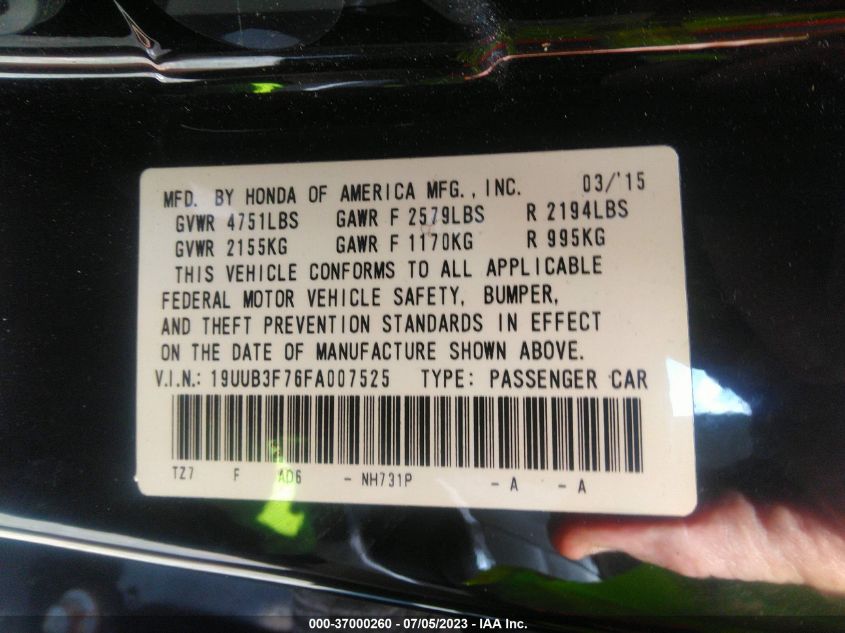 MFD. BY HONDA OF AMERICA MFG., INC. 03/'15
GVWR 4751LBS GAWR F 2579LBS R 2194LBS
GVWR 2155KG GAWR F 1170KG R 995KG
THIS VEHICLE CONFORMS TO ALL APPLICABLE
FEDERAL MOTOR VEHICLE SAFETY, BUMPER,
AND THEFT PREVENTION STANDARDS IN EFFECT
ON THE DATE OF MANUFACTURE SHOWN ABOVE.
V.I.N.: 19UUB3F76FA007525 TYPE: PASSENGER CAR
TZ7 F AD6 - NH731P - A - A
000-37000260 - 07/05/2023 - IAA Inc.